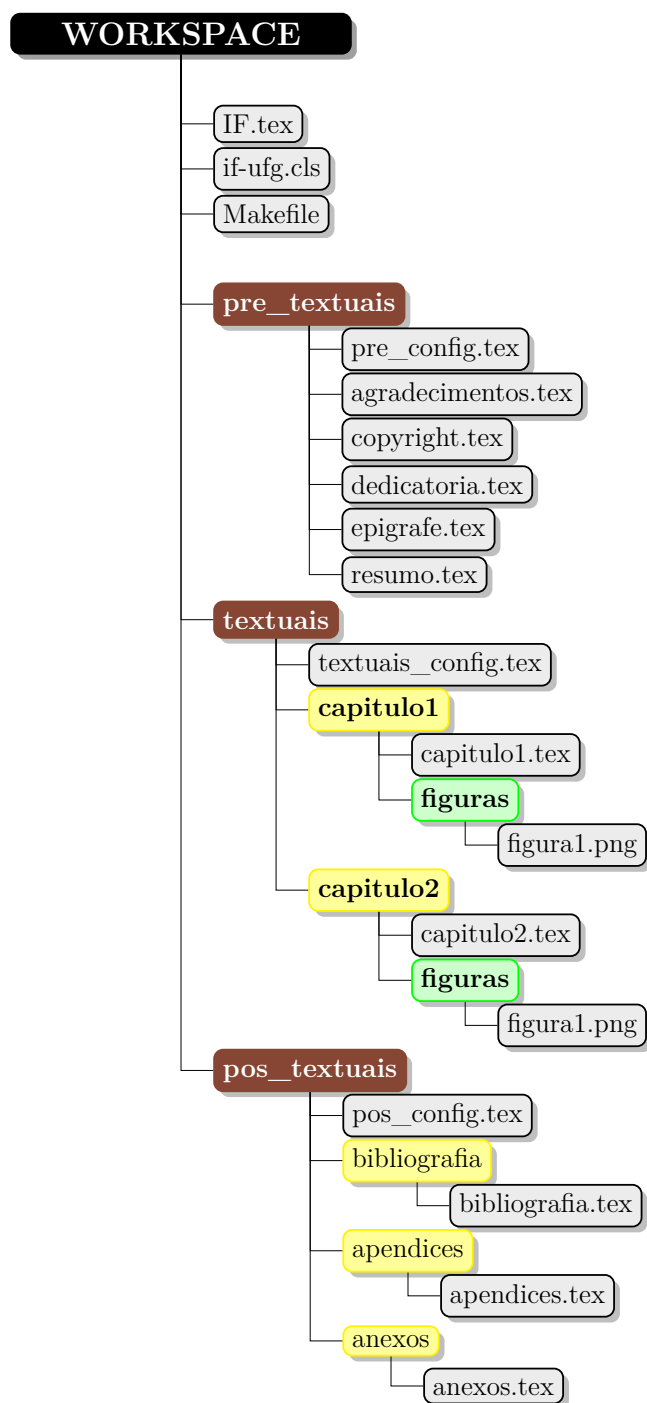 WORKSPACE
IF.tex
if-ufg.cls
Makefile
pre_textuais
pre_config.tex
agradecimentos.tex
copyright.tex
dedicatoria.tex
epigrafe.tex
resumo.tex
textuais
textuais_config.tex
capitulo1
capitulo1.tex
figuras
figura1.png
capitulo2
capitulo2.tex
figuras
figura1.png
pos_textuais
pos_config.tex
bibliografia
bibliografia.tex
apendices
apendices.tex
anexos
anexos.tex